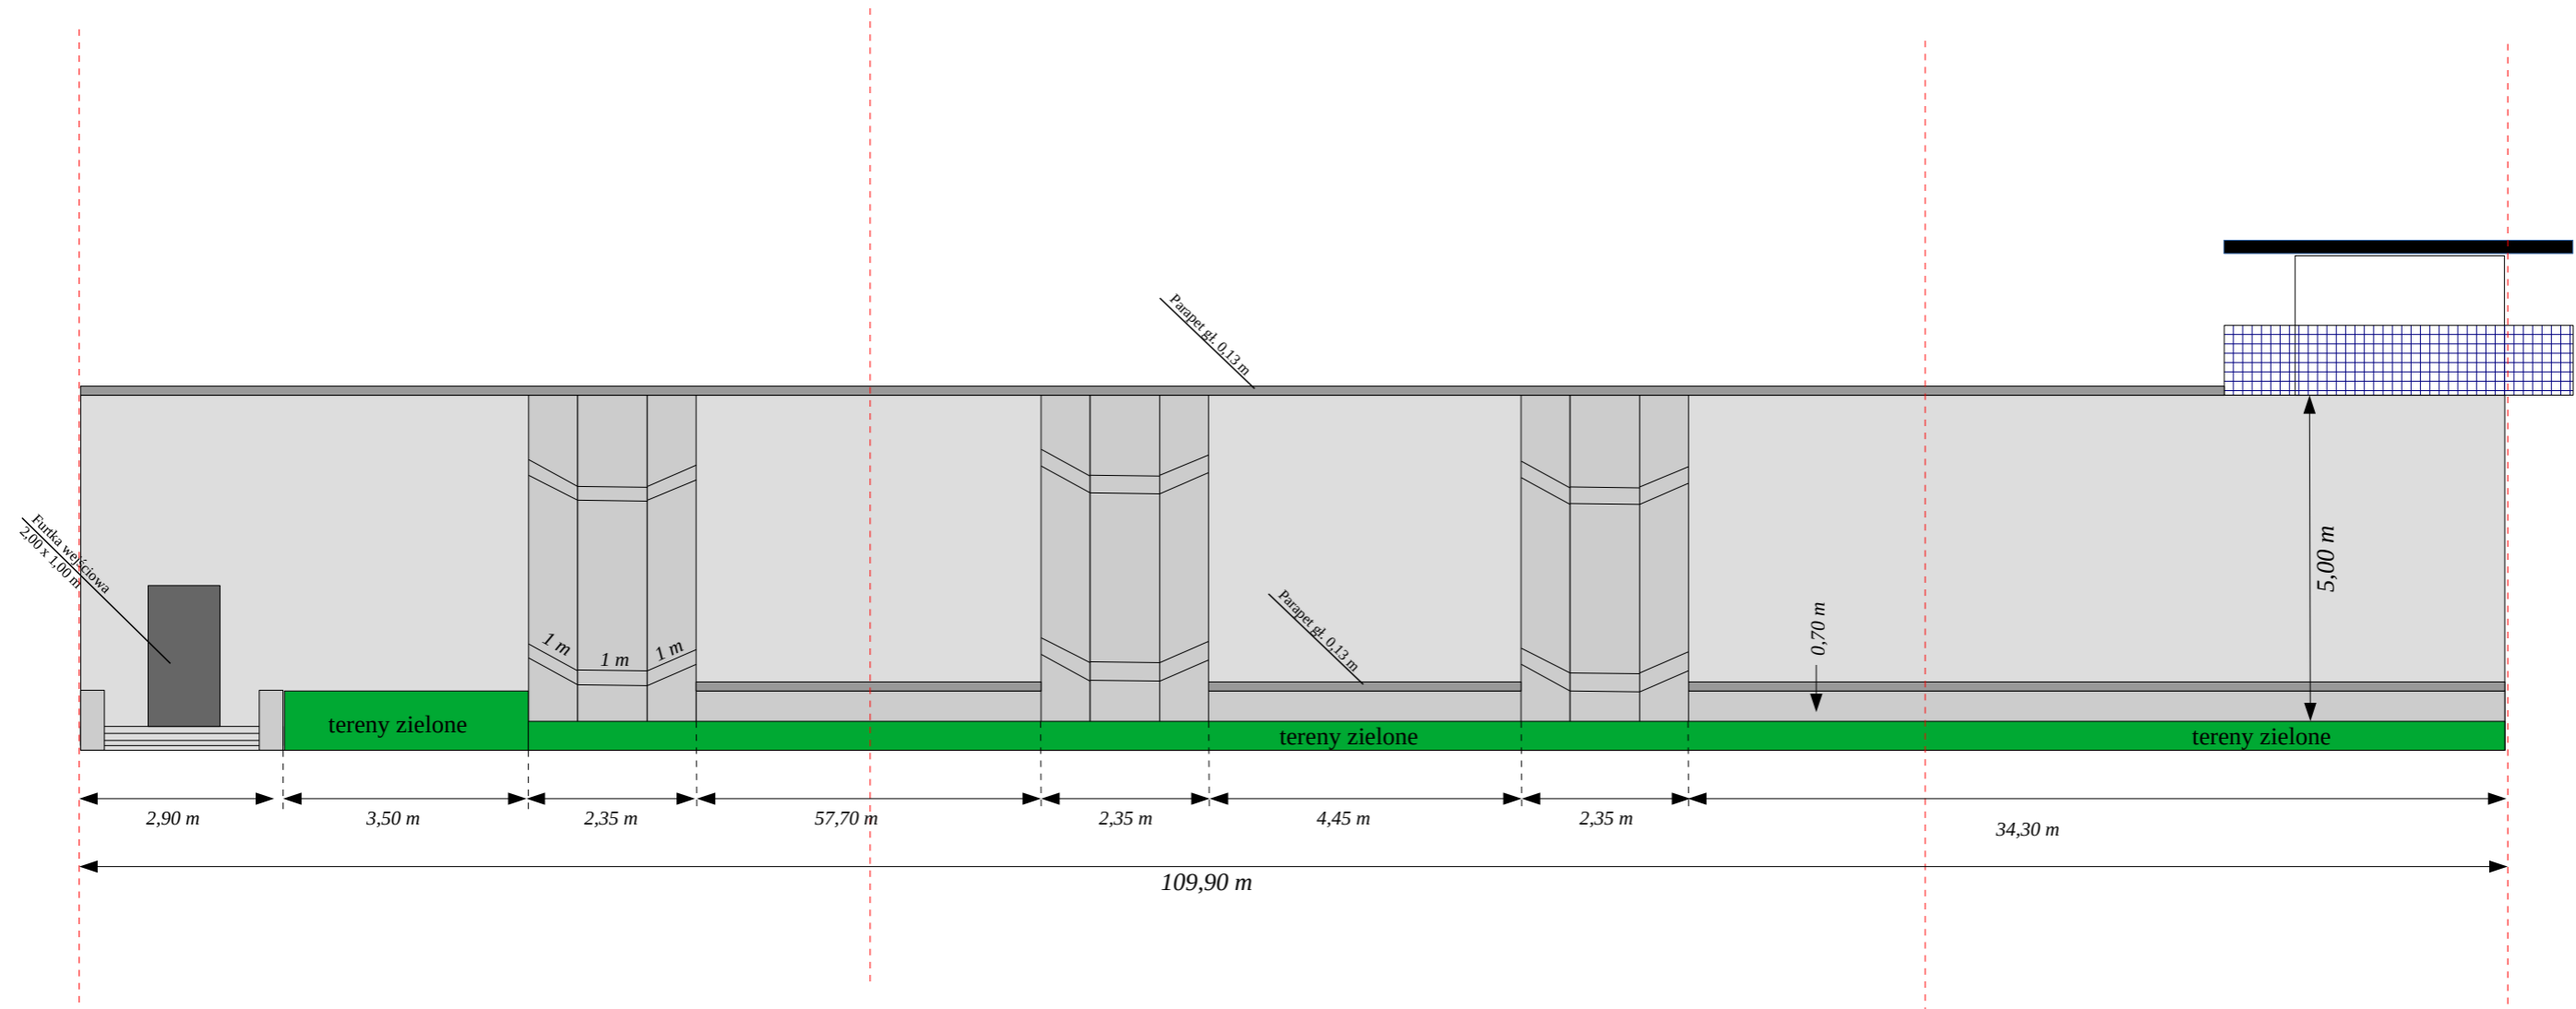 Parapet gł. 0,13 m
Furtka wejściowa
2,00 x 1,00 m
5,00 m
Parapet gł. 0,13 m
0,70 m
1 m
1 m
1 m
tereny zielone
tereny zielone
tereny zielone
2,90 m
3,50 m
2,35 m
57,70 m
2,35 m
4,45 m
2,35 m
34,30 m
109,90 m